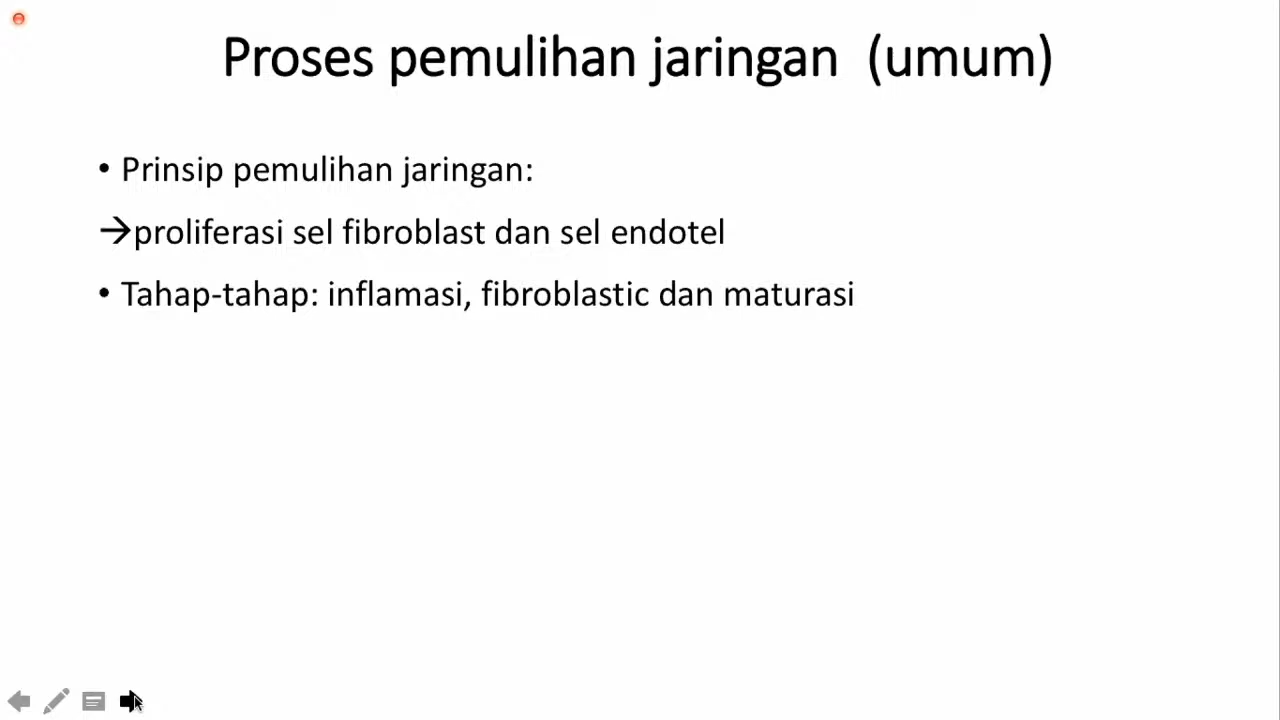 Proses pemulihan jaringan (umum)
• Prinsip pemulihan jaringan:
→proliferasi sel fibroblast dan sel endotel
• Tahap-tahap: inflamasi, fibroblastic dan maturasi